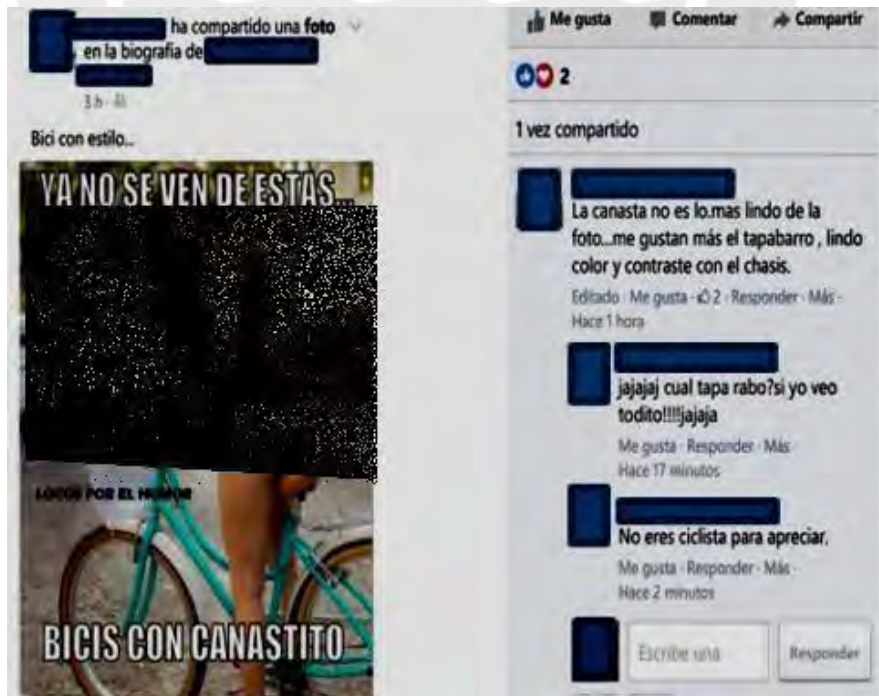 ha compartido una foto
en la biografía de
3 h
Bici con estilo...
YA NO SE VEN DE ESTAS...
LOCOS POR EL HUMOR
BICIS CON CANASTITO
Me gusta Comentar Compartir
2
1 vez compartido
La canasta no es lo.mas lindo de la
foto...me gustan más el tapabarro , lindo
color y contraste con el chasis.
Editado · Me gusta · 2 · Responder · Más ·
Hace 1 hora
jajajaj cual tapa rabo?si yo veo
todito!!!!jajaja
Me gusta · Responder · Más ·
Hace 17 minutos
No eres ciclista para apreciar.
Me gusta · Responder · Más ·
Hace 2 minutos
Escribe una
Responder